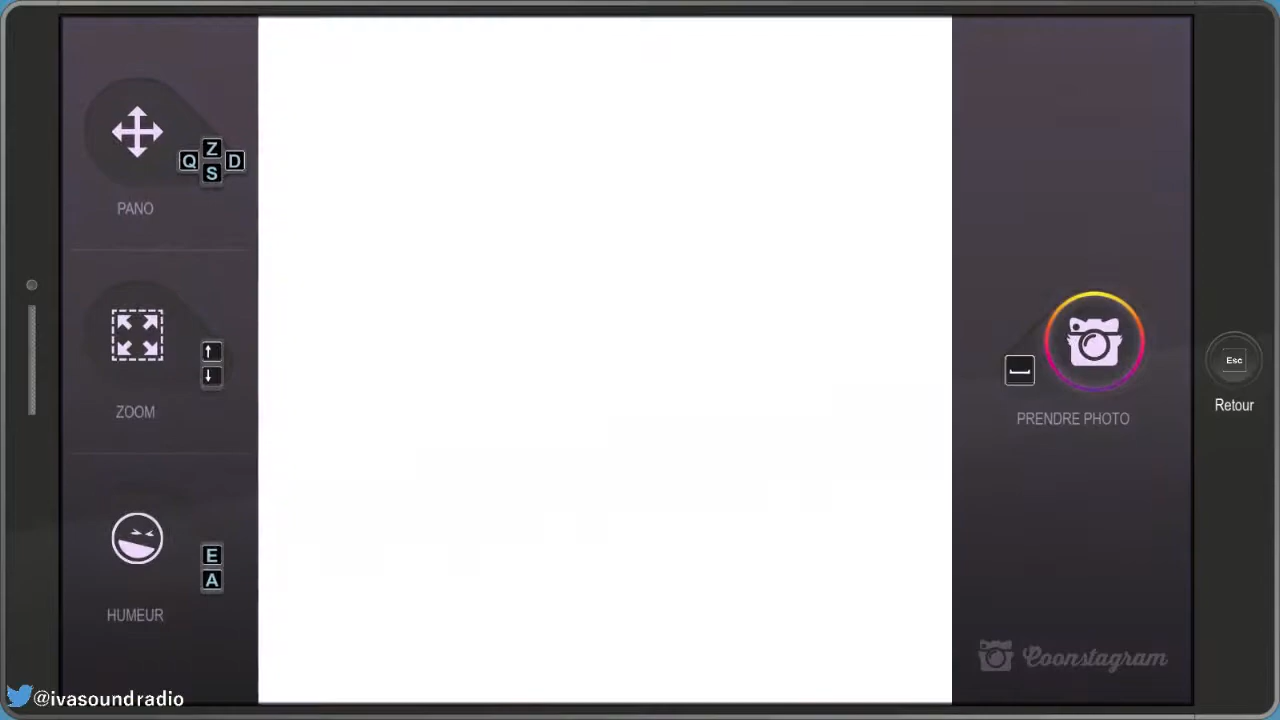 Z
Q S D
PANO
↑
↓
ZOOM
E
A
HUMEUR
PRENDRE PHOTO
Esc
Retour
Coonstagram
@ivasoundradio